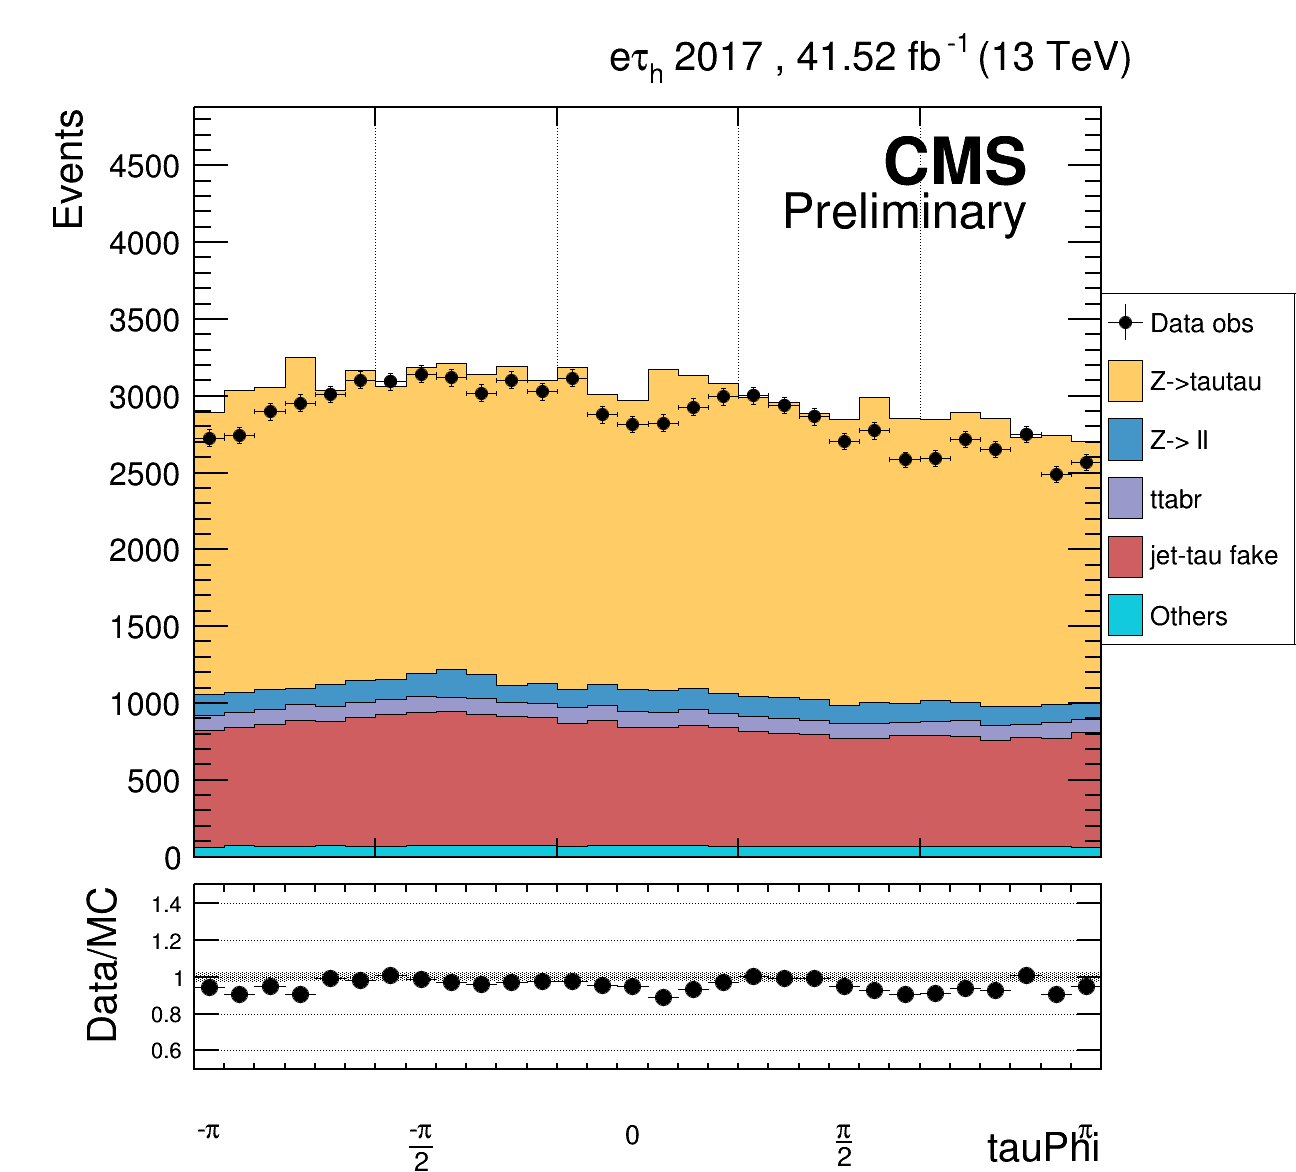 eτh 2017 , 41.52 fb-1 (13 TeV)
Events
CMS
Preliminary
4500
4000
3500
3000
2500
2000
1500
1000
500
0
Data obs
Z->tautau
Z-> ll
ttabr
jet-tau fake
Others
Data/MC
1.4
1.2
1
0.8
0.6
-π
-π
2
0
π
2
π
tauPhi